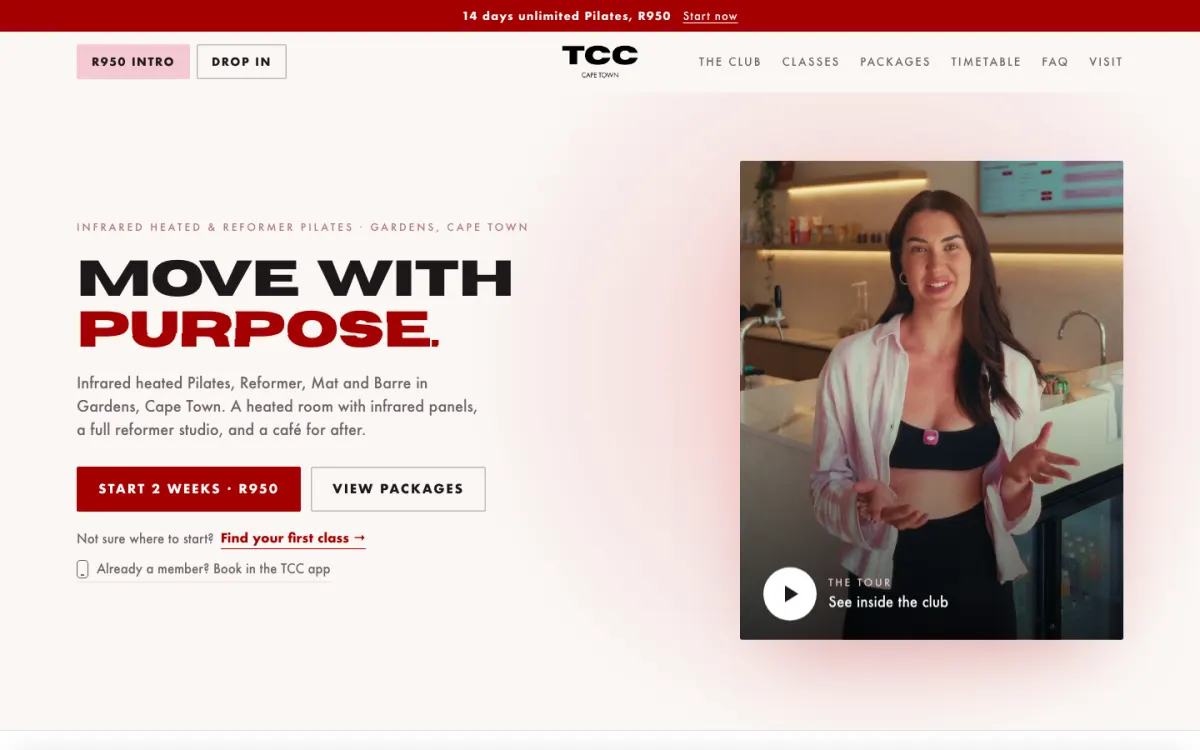 14 days unlimited Pilates, R950 Start now
R950 INTRO
DROP IN
TCC
CAPE TOWN
THE CLUB
CLASSES
PACKAGES
TIMETABLE
FAQ
VISIT
INFRARED HEATED & REFORMER PILATES · GARDENS, CAPE TOWN
MOVE WITH
PURPOSE.
Infrared heated Pilates, Reformer, Mat and Barre in
Gardens, Cape Town. A heated room with infrared panels,
a full reformer studio, and a café for after.
START 2 WEEKS · R950
VIEW PACKAGES
Not sure where to start? Find your first class →
Already a member? Book in the TCC app
THE TOUR
See inside the club